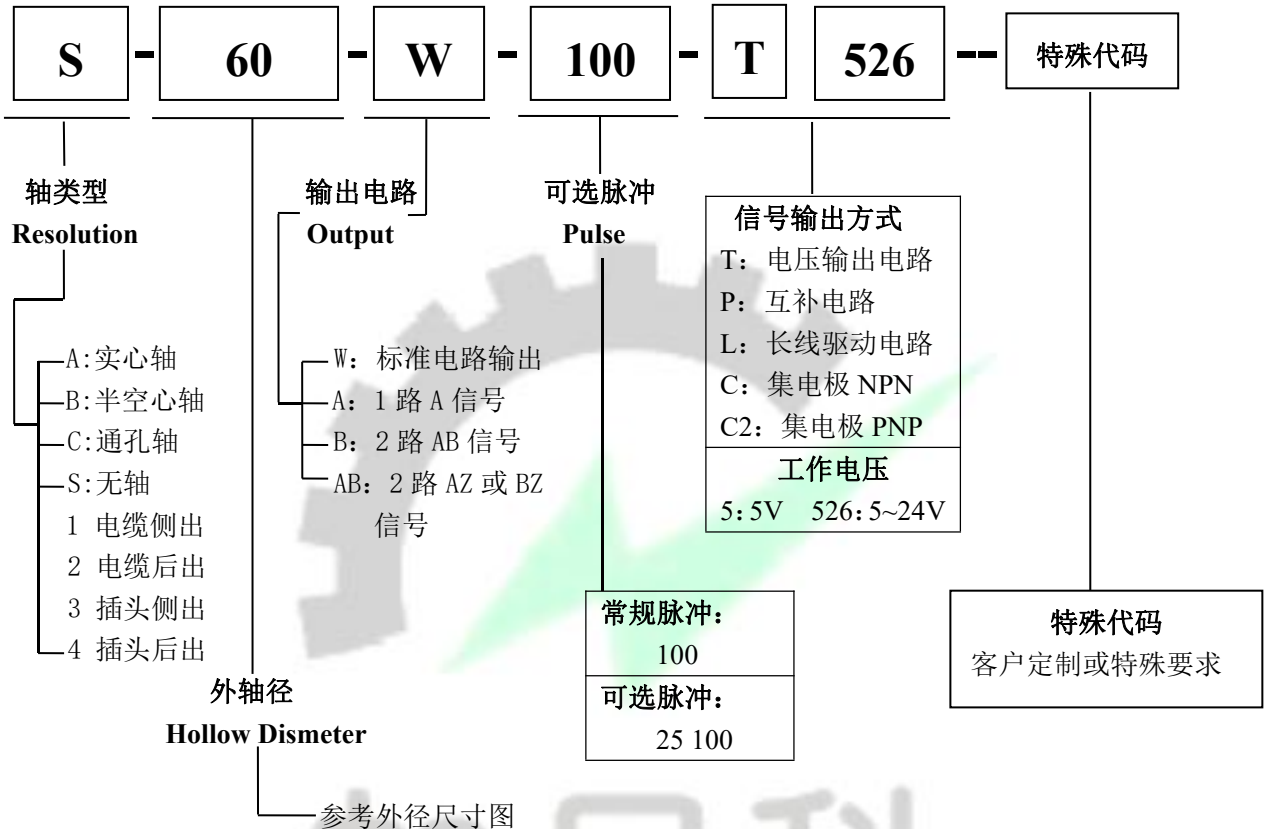 S - 60 - W - 100 - T 526 -- 特殊代码
轴类型
Resolution
输出电路
Output
可选脉冲
Pulse
信号输出方式
T：电压输出电路
P：互补电路
L：长线驱动电路
C：集电极 NPN
C2：集电极 PNP
工作电压
5:5V 526:5~24V
A:实心轴
B:半空心轴
C:通孔轴
S:无轴
1 电缆侧出
2 电缆后出
3 插头侧出
4 插头后出
W：标准电路输出
A：1 路 A 信号
B：2 路 AB 信号
AB：2 路 AZ 或 BZ
信号
常规脉冲：
100
可选脉冲：
25 100
特殊代码
客户定制或特殊要求
外轴径
Hollow Dismeter
参考外径尺寸图